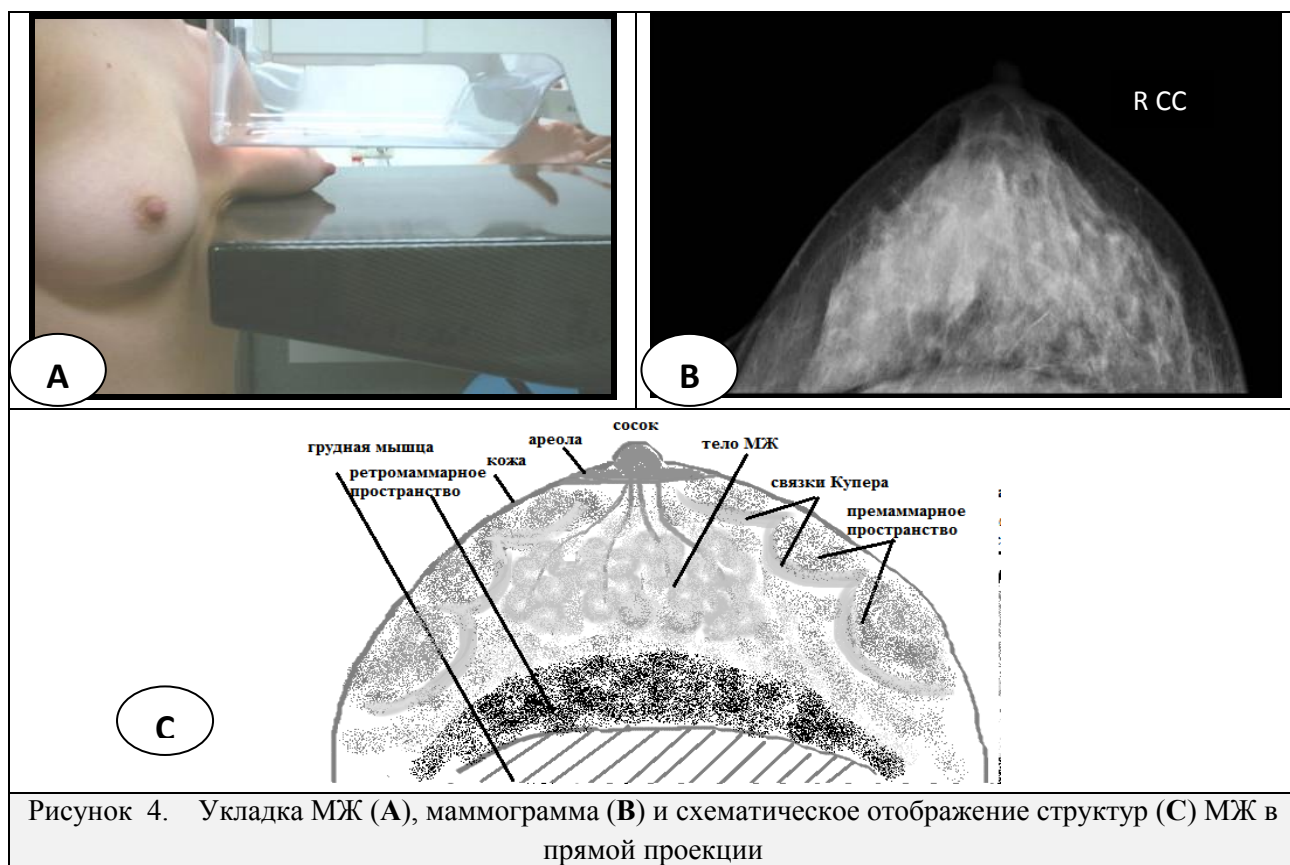 A
R CC
B
сосок
ареола
тело МЖ
грудная мышца
ретромаммарное
пространство
кожа
связки Купера
премаммарное
пространство
C
Рисунок 4. Укладка МЖ (A), маммограмма (B) и схематическое отображение структур (C) МЖ в
прямой проекции